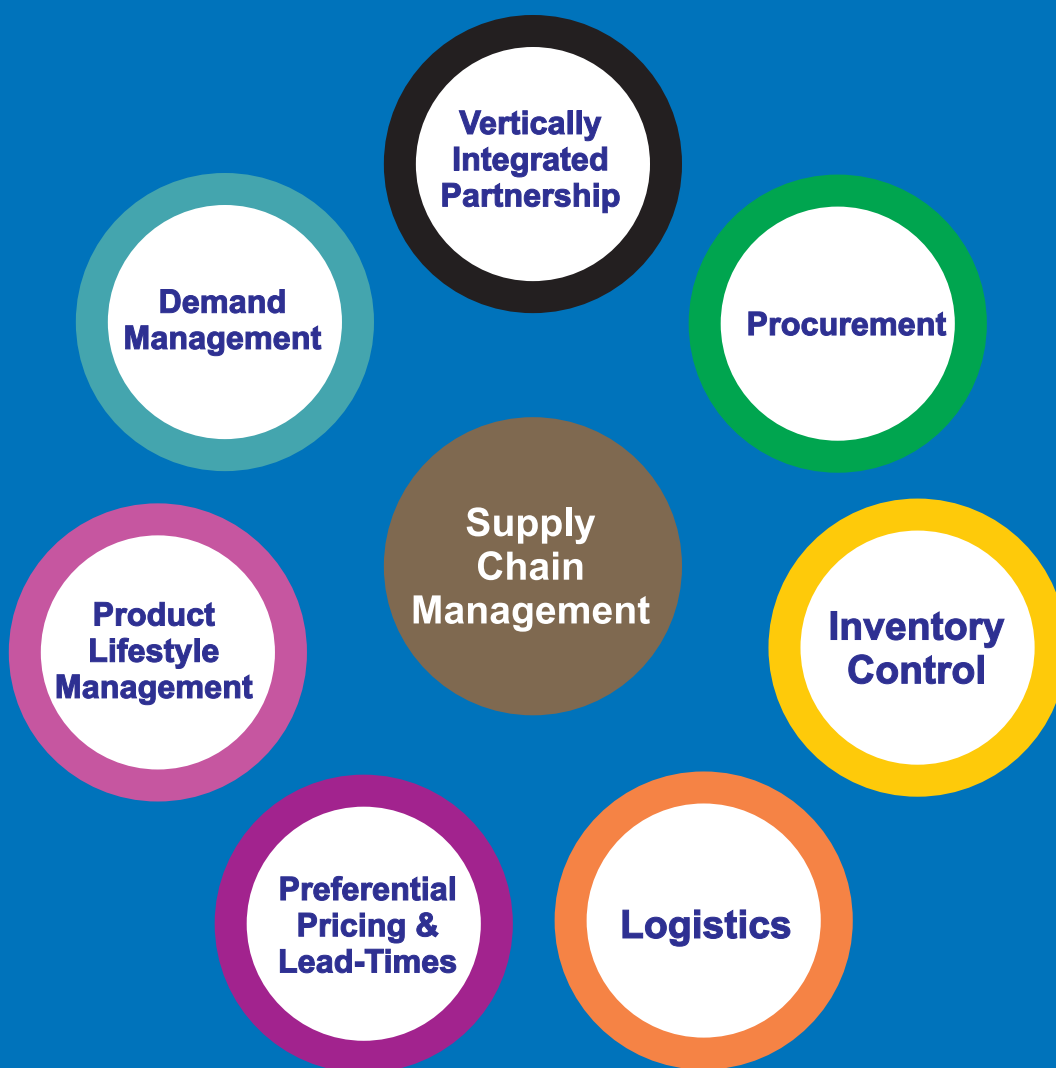 Vertically
Integrated
Partnership
Demand
Management
Procurement
Supply
Chain
Management
Product
Lifestyle
Management
Inventory
Control
Preferential
Pricing &
Lead-Times
Logistics